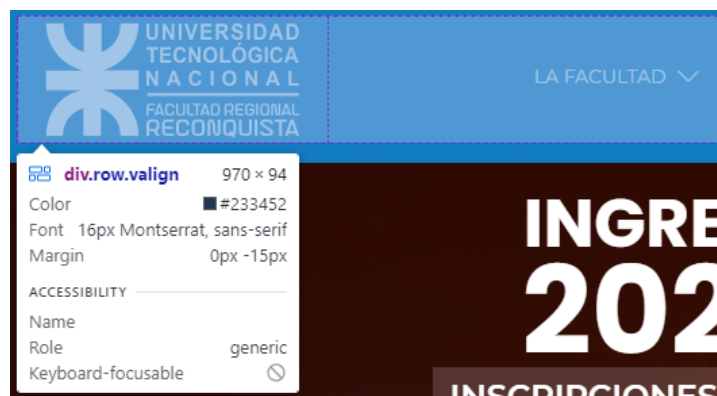 UNIVERSIDAD
TECNOLÓGICA
NACIONAL
FACULTAD REGIONAL
RECONQUISTA
LA FACULTAD
div.row.valign 970 × 94
Color #233452
Font 16px Montserrat, sans-serif
Margin 0px -15px
ACCESSIBILITY
Name
Role generic
Keyboard-focusable
INGRE
202
INSCRIPCIONES